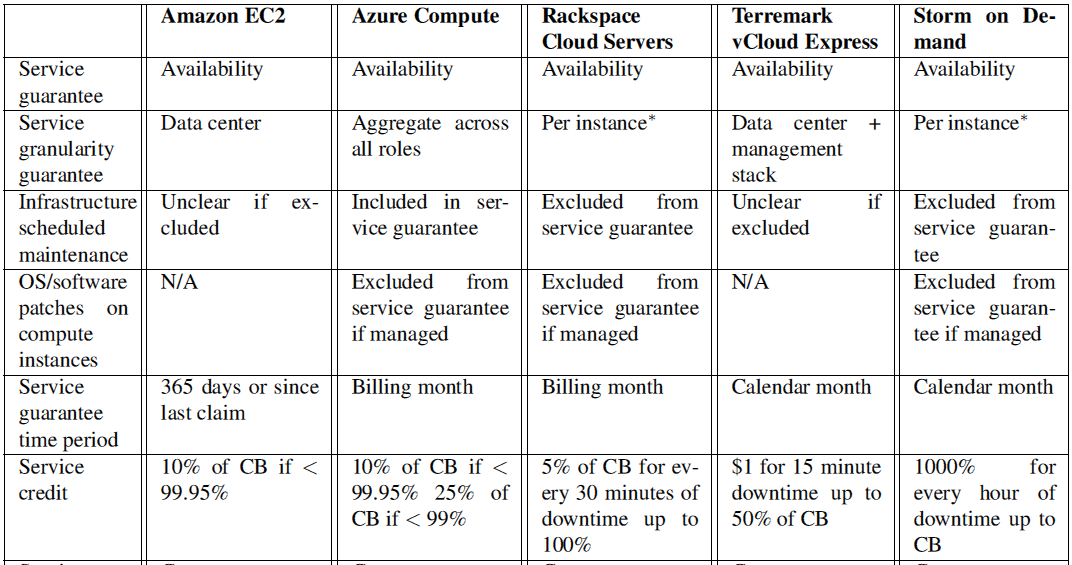 Amazon EC2
Azure Compute
Rackspace
Cloud Servers
Terremark
vCloud Express
Storm on De-
mand
Service
guarantee
Availability
Availability
Availability
Availability
Availability
Service
granularity
guarantee
Data center
Aggregate across
all roles
Per instance*
Data center +
management
stack
Per instance*
Infrastructure
scheduled
maintenance
Unclear if ex-
cluded
Included in ser-
vice guarantee
Excluded from
service guarantee
Unclear if
excluded
Excluded from
service guaran-
tee
OS/software
patches on
compute
instances
N/A
Excluded from
service guarantee
if managed
Excluded from
service guarantee
if managed
N/A
Excluded from
service guaran-
tee if managed
Service
guarantee
time period
365 days or since
last claim
Billing month
Billing month
Calendar month
Calendar month
Service
credit
10% of CB if <
99.95%
10% of CB if <
99.95% 25% of
CB if < 99%
5% of CB for ev-
ery 30 minutes of
downtime up to
100%
$1 for 15 minute
downtime up to
50% of CB
1000% for
every hour of
downtime up to
CB